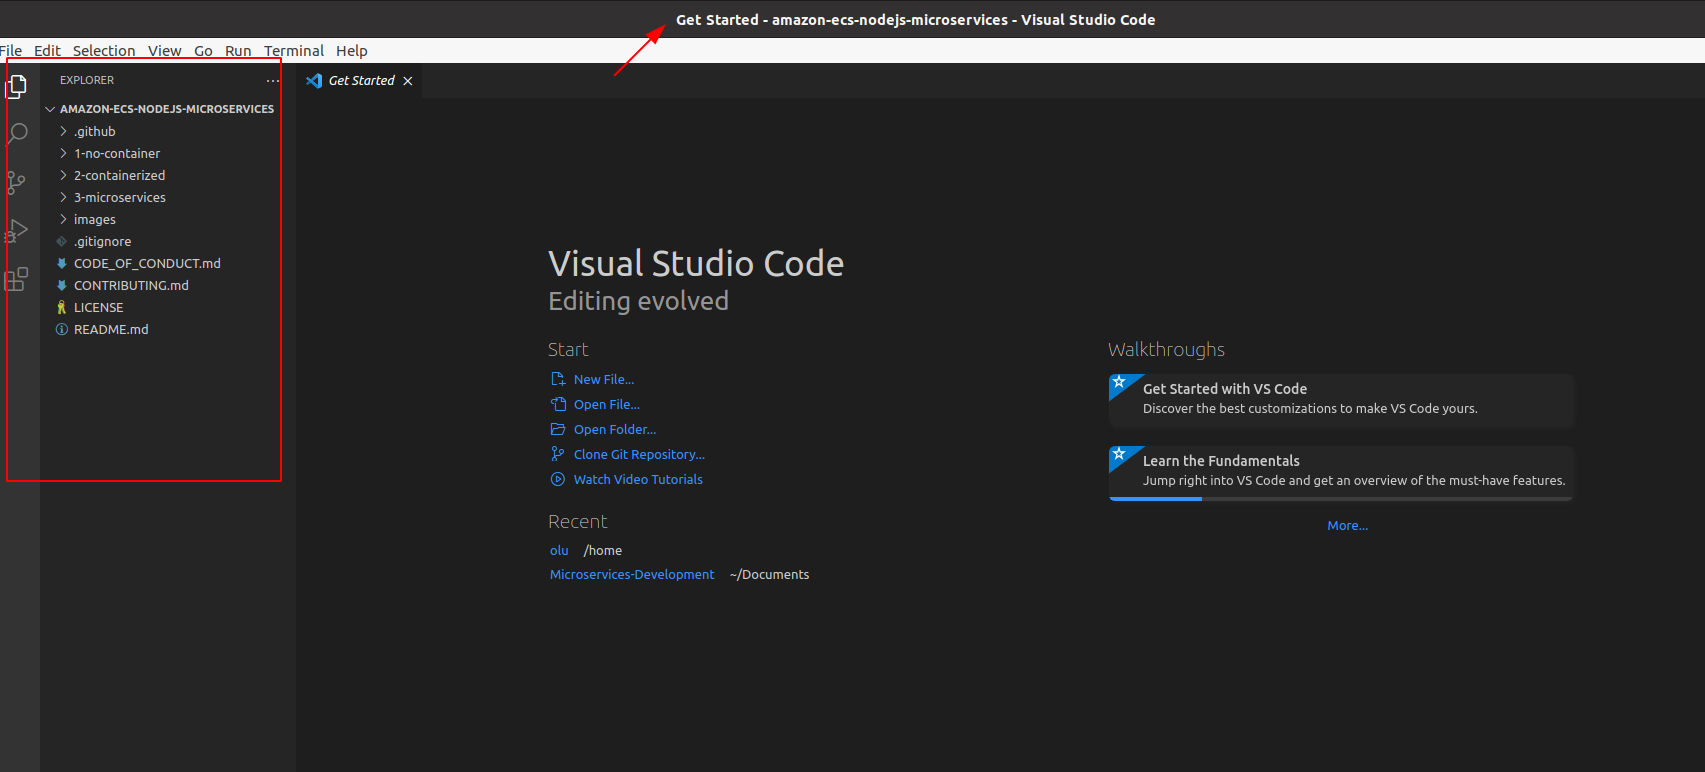 Get Started - amazon-ecs-nodejs-microservices - Visual Studio Code
File Edit Selection View Go Run Terminal Help
EXPLORER
Get Started
AMAZON-ECS-NODEJS-MICROSERVICES
.github
1-no-container
2-containerized
3-microservices
images
.gitignore
CODE_OF_CONDUCT.md
CONTRIBUTING.md
LICENSE
README.md
Visual Studio Code
Editing evolved
Start
New File...
Open File...
Open Folder...
Clone Git Repository...
Watch Video Tutorials
Recent
olu /home
Microservices-Development ~/Documents
Walkthroughs
Get Started with VS Code
Discover the best customizations to make VS Code yours.
Learn the Fundamentals
Jump right into VS Code and get an overview of the must-have features.
More...